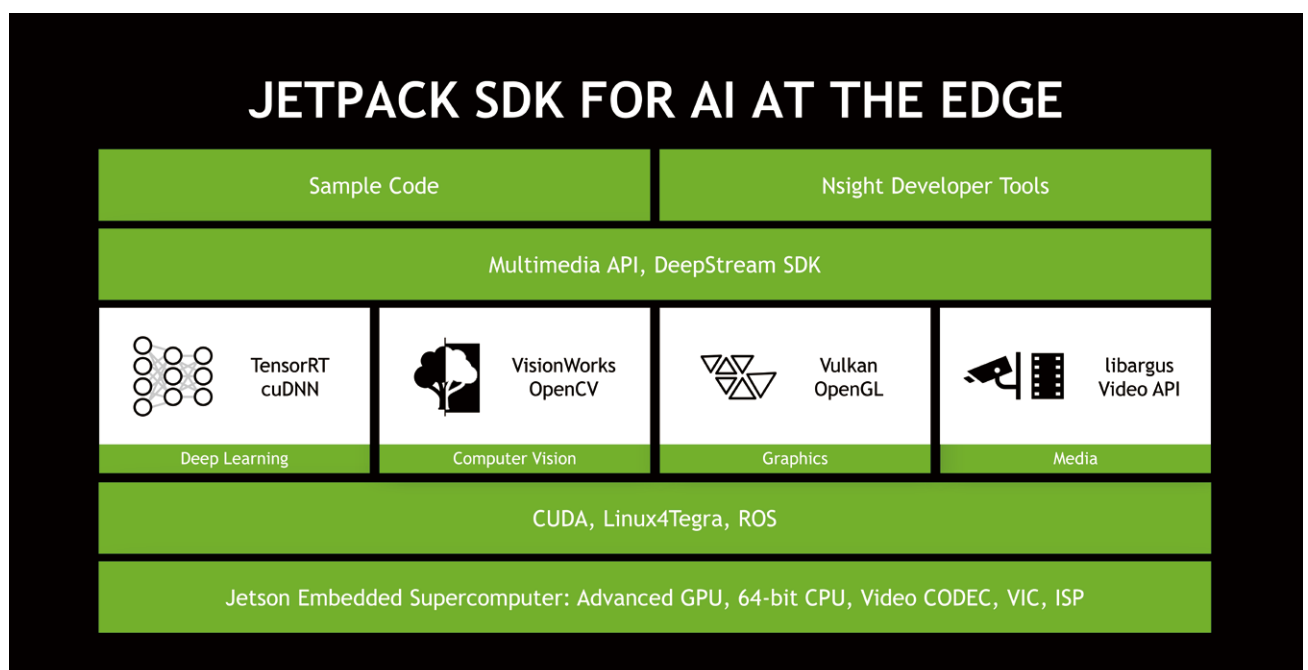 JETPACK SDK FOR AI AT THE EDGE
Sample Code
Nsight Developer Tools
Multimedia API, DeepStream SDK
TensorRT
cuDNN
Deep Learning
VisionWorks
OpenCV
Computer Vision
Vulkan
OpenGL
Graphics
libargus
Video API
Media
CUDA, Linux4Tegra, ROS
Jetson Embedded Supercomputer: Advanced GPU, 64-bit CPU, Video CODEC, VIC, ISP